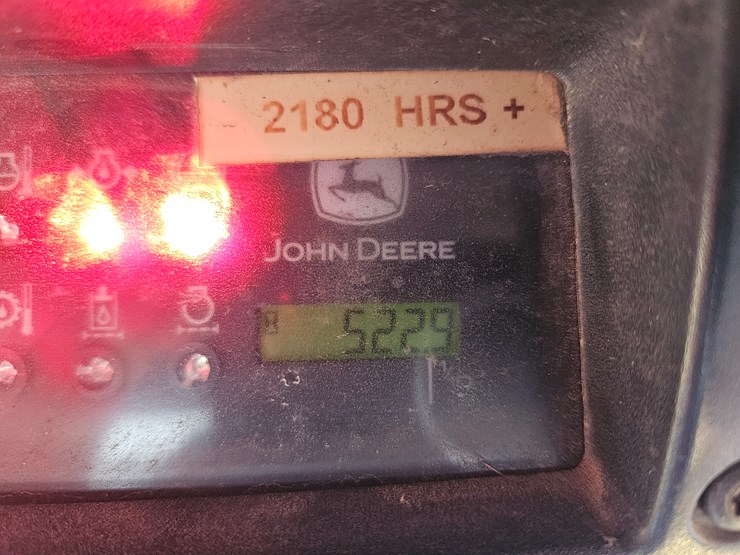 2180 HRS +
JOHN DEERE
5229